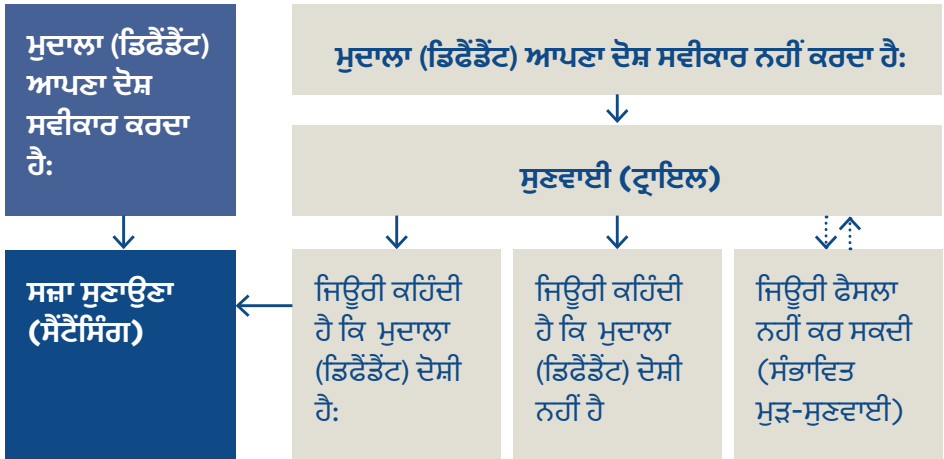 ਮੁਦਾਲਾ (ਡਿਫੈਂਡੈਂਟ)
ਆਪਣਾ ਦੋਸ਼
ਸਵੀਕਾਰ ਕਰਦਾ
ਹੈ:
ਮੁਦਾਲਾ (ਡਿਫੈਂਡੈਂਟ) ਆਪਣਾ ਦੋਸ਼ ਸਵੀਕਾਰ ਨਹੀਂ ਕਰਦਾ ਹੈ:
ਸੁਣਵਾਈ (ਟ੍ਰਾਇਲ)
ਸਜ਼ਾ ਸੁਣਾਉਣਾ
(ਸੈਂਟੈਂਸਿੰਗ)
ਜਿਊਰੀ ਕਹਿੰਦੀ
ਹੈ ਕਿ ਮੁਦਾਲਾ
(ਡਿਫੈਂਡੈਂਟ) ਦੋਸ਼ੀ
ਹੈ:
ਜਿਊਰੀ ਕਹਿੰਦੀ
ਹੈ ਕਿ ਮੁਦਾਲਾ
(ਡਿਫੈਂਡੈਂਟ) ਦੋਸ਼ੀ
ਨਹੀਂ ਹੈ
ਜਿਊਰੀ ਫੈਸਲਾ
ਨਹੀਂ ਕਰ ਸਕਦੀ
(ਸੰਭਾਵਿਤ
ਮੁੜ-ਸੁਣਵਾਈ)